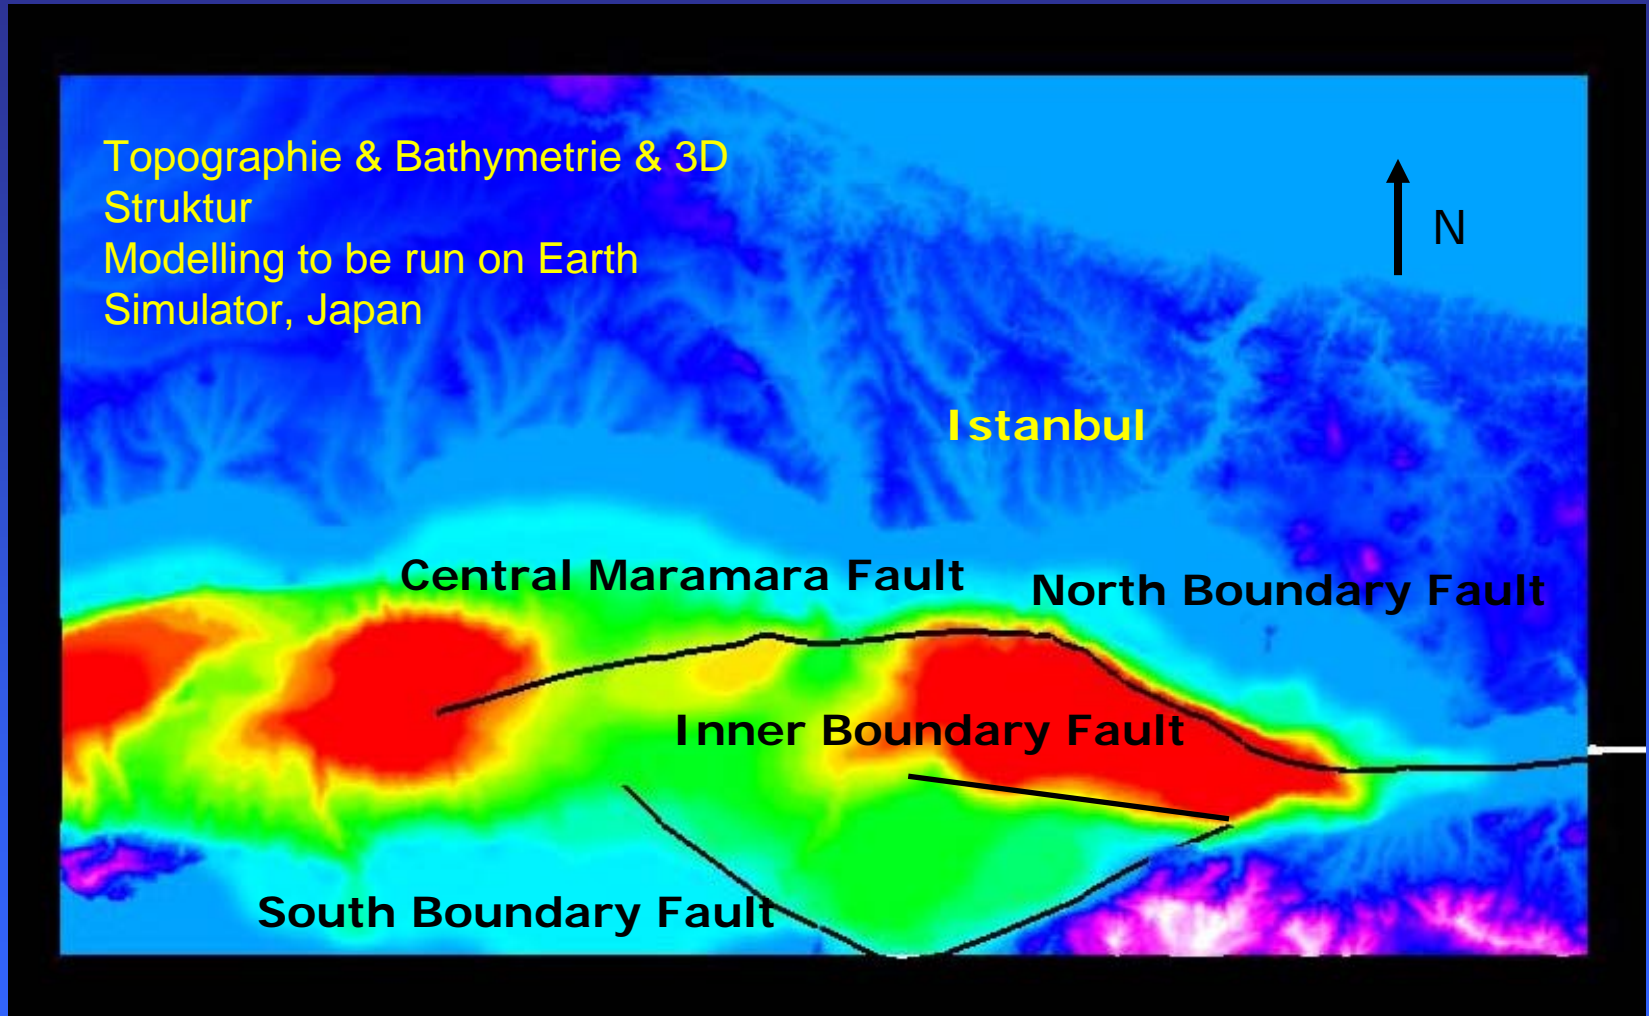 Topographie & Bathymetrie & 3D
Struktur
Modelling to be run on Earth
Simulator, Japan
N
Istanbul
Central Maramara Fault
North Boundary Fault
Inner Boundary Fault
South Boundary Fault